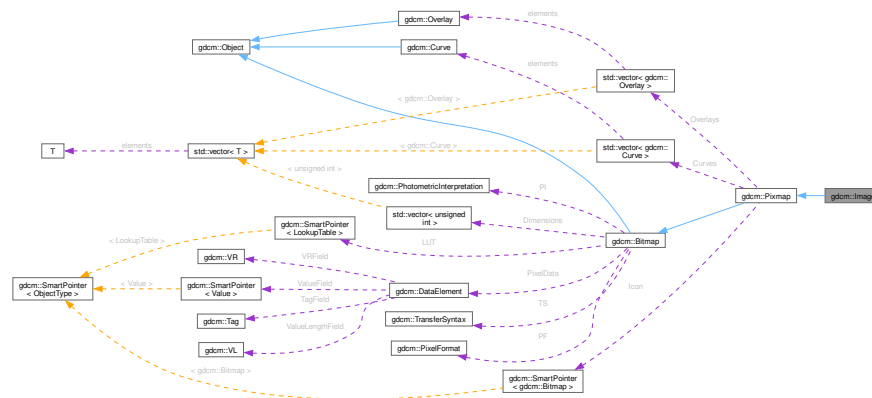 gdcm::Overlay
elements
gdcm::Object
gdcm::Curve
elements
std::vector< gdcm::
Overlay >
< gdcm::Overlay >
Overlays
T
elements
std::vector< T >
< gdcm::Curve >
std::vector< gdcm::
Curve >
Curves
< unsigned int >
gdcm::PhotometricInterpretation
PI
gdcm::Pixmap
gdcm::Image
gdcm::SmartPointer
< LookupTable >
std::vector< unsigned
int >
Dimensions
< LookupTable >
LUT
gdcm::Bitmap
gdcm::VR
VRField
PixelData
gdcm::SmartPointer
< ObjectType >
< Value >
gdcm::SmartPointer
< Value >
ValueField
gdcm::DataElement
Icon
TagField
TS
gdcm::Tag
gdcm::TransferSyntax
ValueLengthField
PF
gdcm::VL
gdcm::PixelFormat
< gdcm::Bitmap >
gdcm::SmartPointer
< gdcm::Bitmap >